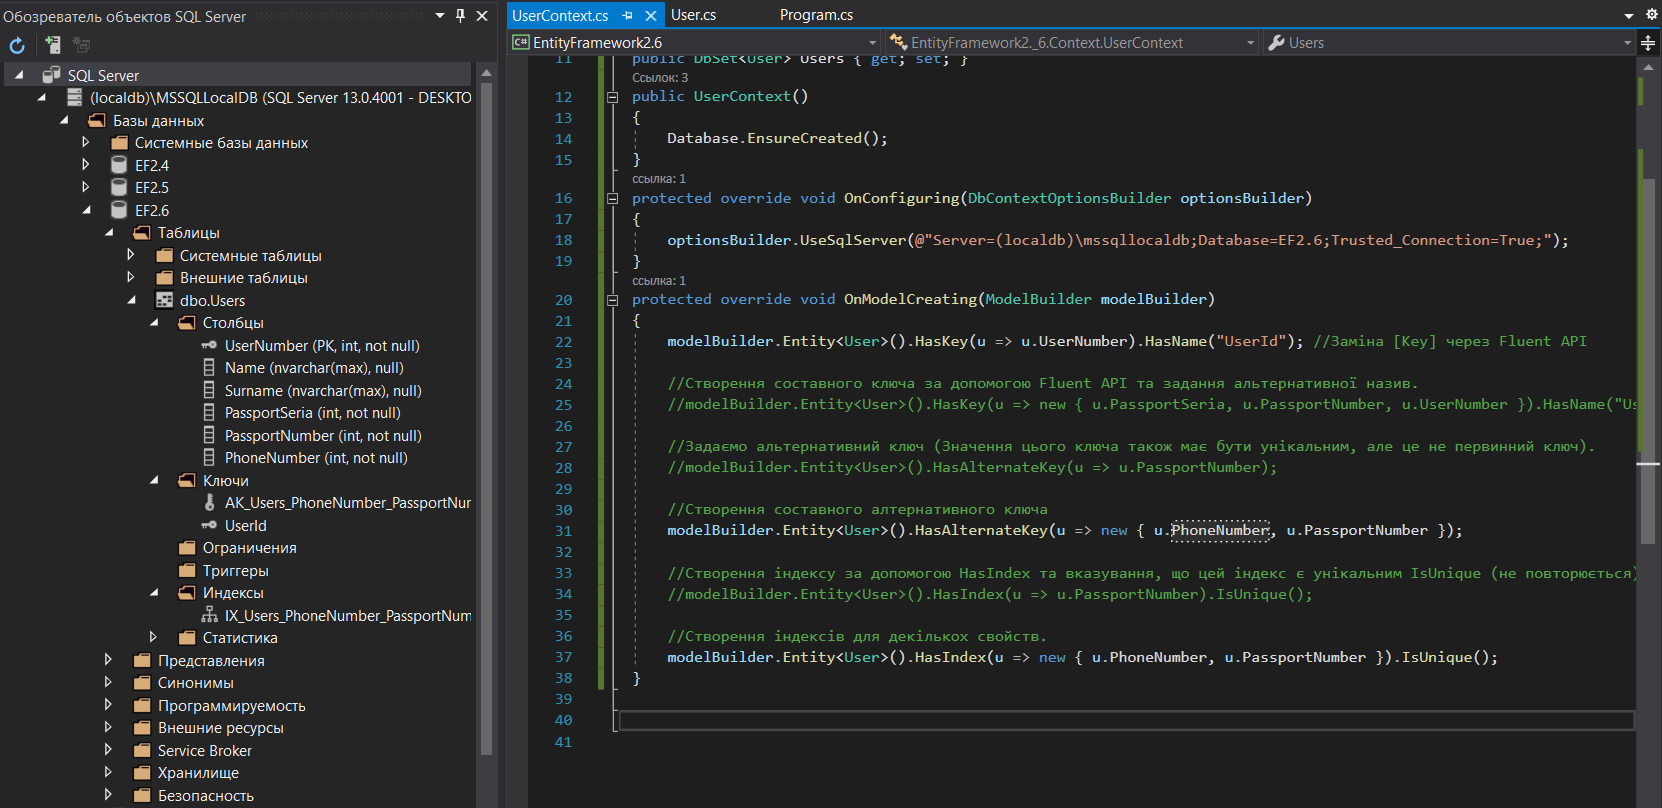 Обозреватель объектов SQL Server
SQL Server
(localdb)\MSSQLLocalDB (SQL Server 13.0.4001 - DESKTO
Базы данных
Системные базы данных
EF2.4
EF2.5
EF2.6
Таблицы
Системные таблицы
Внешние таблицы
dbo.Users
Столбцы
UserNumber (PK, int, not null)
Name (nvarchar(max), null)
Surname (nvarchar(max), null)
PassportSeria (int, not null)
PassportNumber (int, not null)
PhoneNumber (int, not null)
Ключи
AK_Users_PhoneNumber_PassportNur
UserId
Ограничения
Триггеры
Индексы
IX_Users_PhoneNumber_PassportNum
Статистика
Представления
Синонимы
Программируемость
Внешние ресурсы
Service Broker
Хранилище
Безопасность
UserContext.cs User.cs Program.cs
C# EntityFramework2.6 EntityFramework2._6.Context.UserContext Users
11 public DbSet<User> Users { get; set; }
Ссылок: 3
12 public UserContext()
13 {
14 Database.EnsureCreated();
15 }
ссылка: 1
16 protected override void OnConfiguring(DbContextOptionsBuilder optionsBuilder)
17 {
18 optionsBuilder.UseSqlServer(@"Server=(localdb)\mssqllocaldb;Database=EF2.6;Trusted_Connection=True;");
19 }
ссылка: 1
20 protected override void OnModelCreating(ModelBuilder modelBuilder)
21 {
22 modelBuilder.Entity<User>().HasKey(u => u.UserNumber).HasName("UserId"); //Заміна [Key] через Fluent API
23
24 //Створення составного ключа за допомогою Fluent API та задання альтернативної назив.
25 //modelBuilder.Entity<User>().HasKey(u => new { u.PassportSeria, u.PassportNumber, u.UserNumber }).HasName("Us
26
27 //Задаємо альтернативний ключ (Значення цього ключа також має бути унікальним, але це не первинний ключ).
28 //modelBuilder.Entity<User>().HasAlternateKey(u => u.PassportNumber);
29
30 //Створення составного алтернативного ключа
31 modelBuilder.Entity<User>().HasAlternateKey(u => new { u.PhoneNumber, u.PassportNumber });
32
33 //Створення індексу за допомогою HasIndex та вказування, що цей індекс є унікальним IsUnique (не повторюється)
34 //modelBuilder.Entity<User>().HasIndex(u => u.PassportNumber).IsUnique();
35
36 //Створення індексів для декількох свойств.
37 modelBuilder.Entity<User>().HasIndex(u => new { u.PhoneNumber, u.PassportNumber }).IsUnique();
38 }
39
40
41